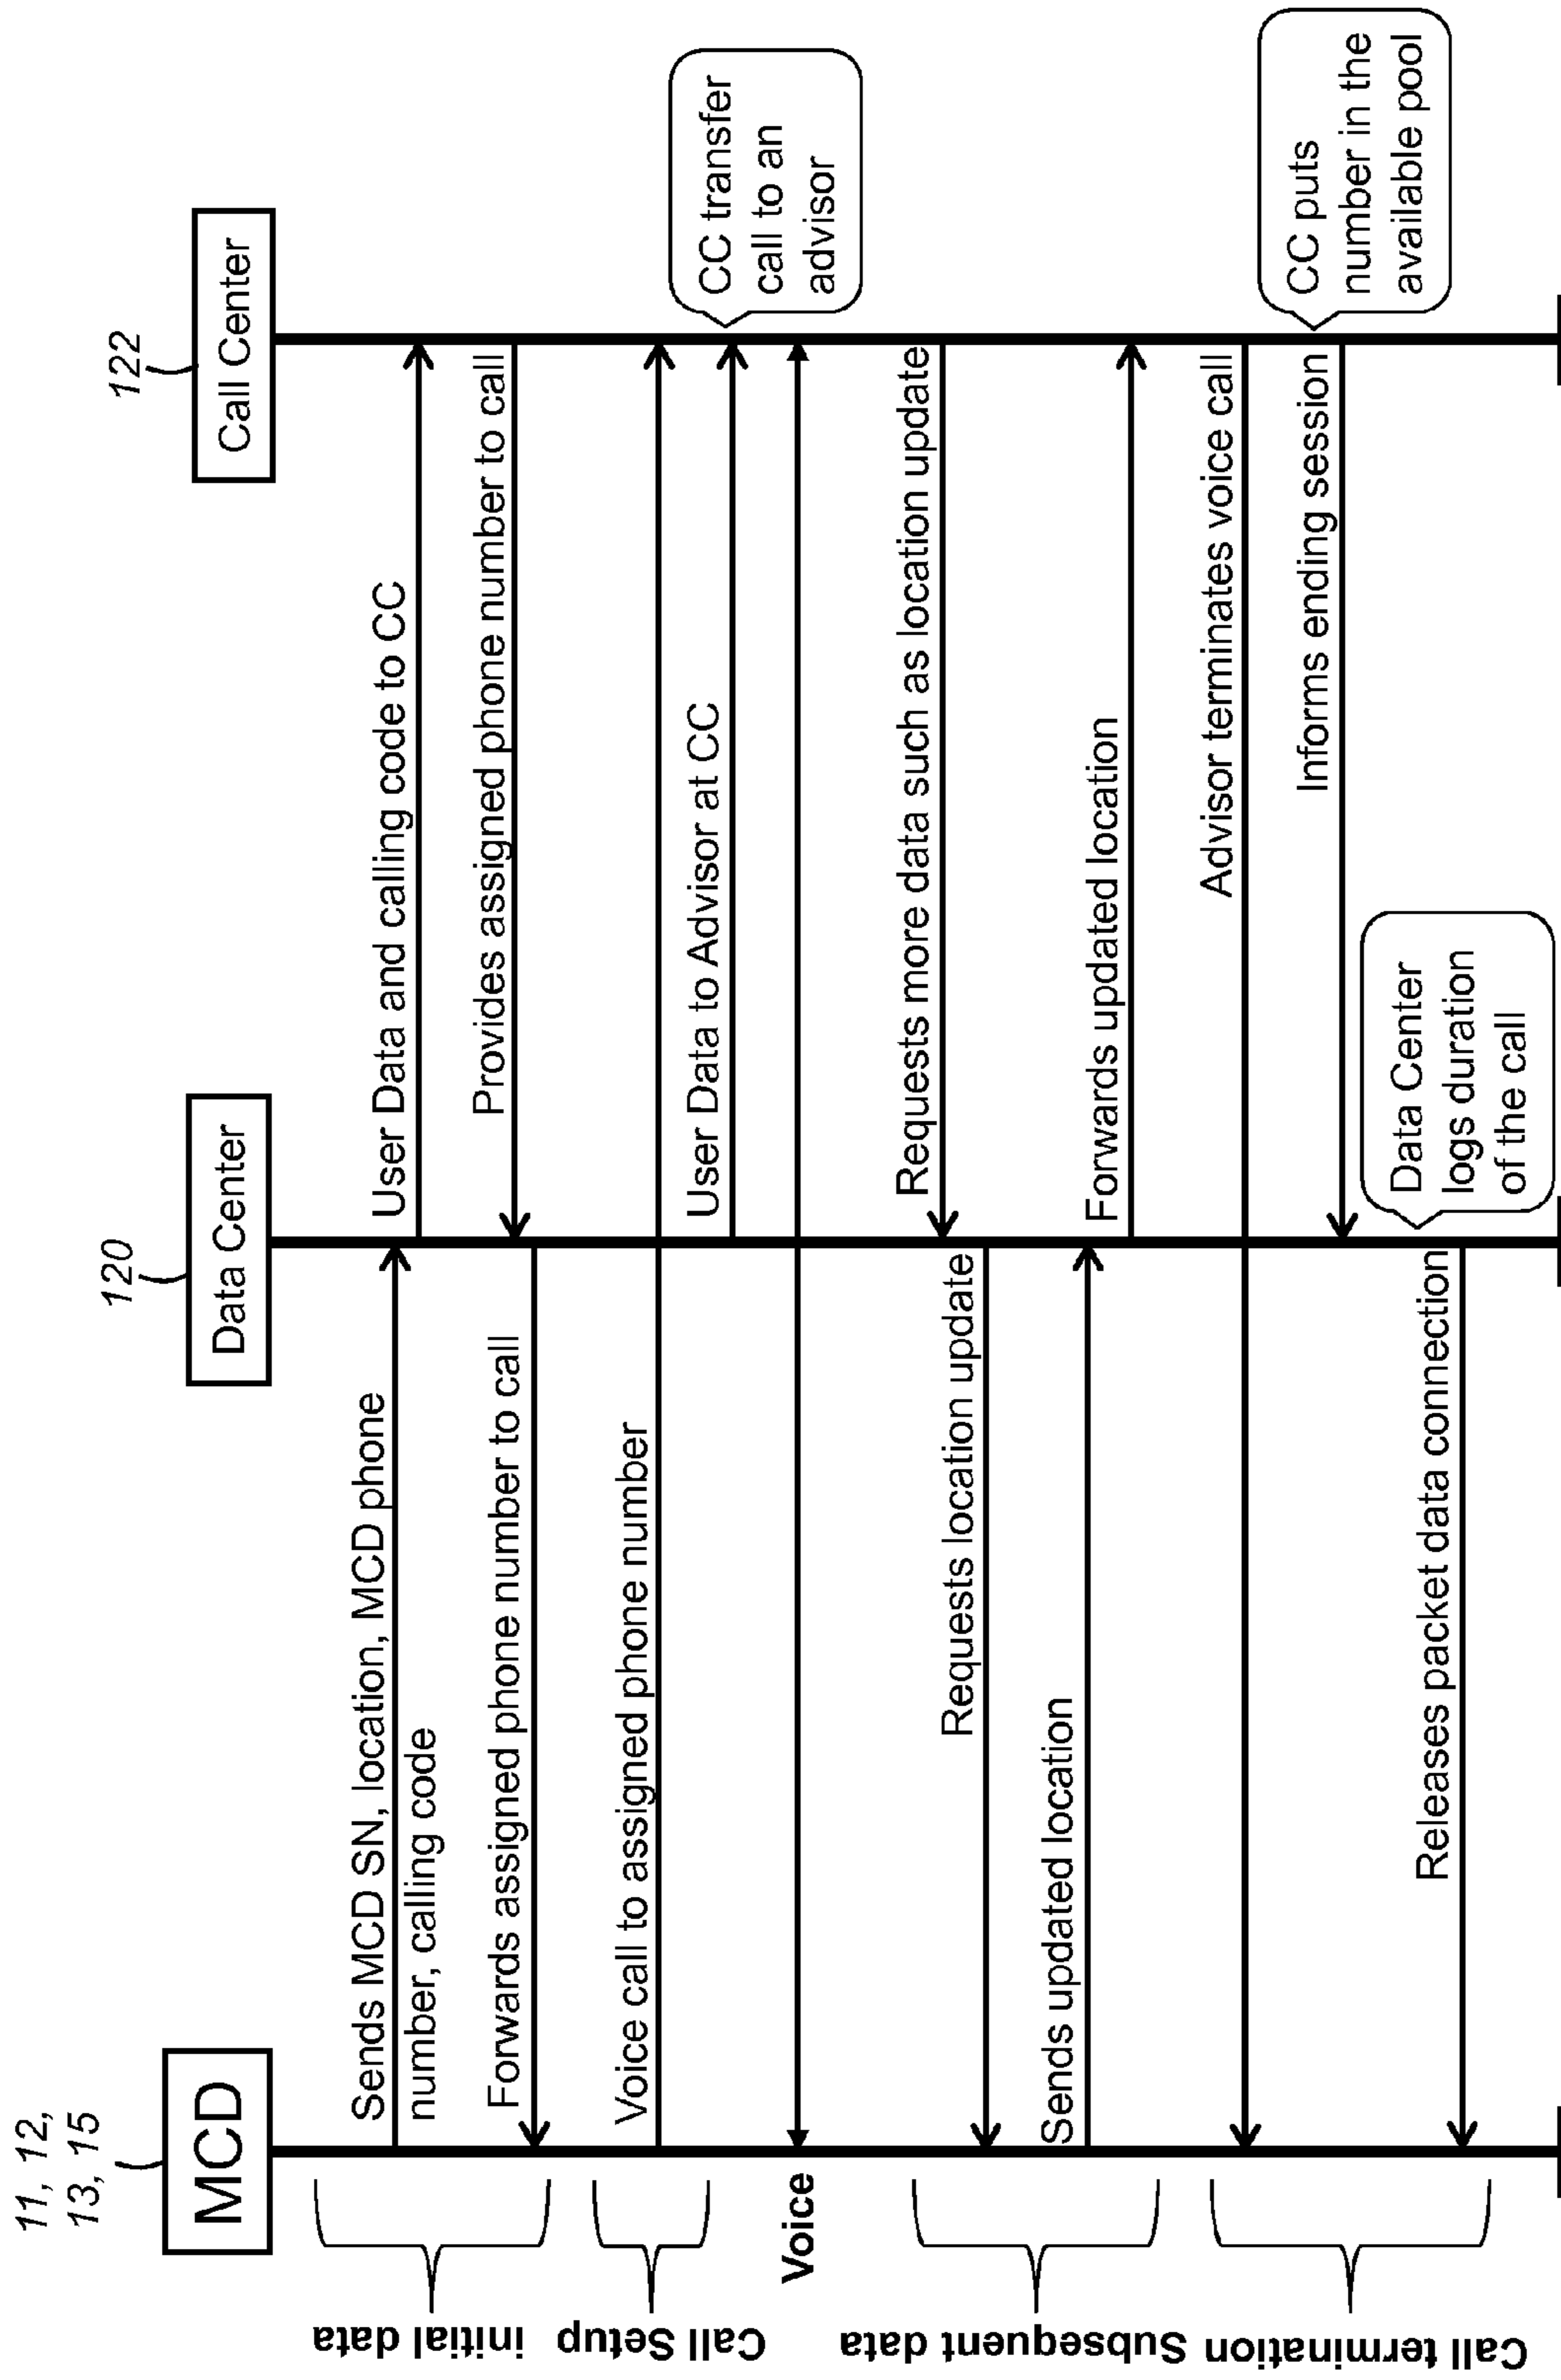 11, 12,
13, 15
MCD
120
Data Center
122
Call Center
initial data
Sends MCD SN, location, MCD phone
number, calling code
User Data and calling code to CC
Provides assigned phone number to call
Forwards assigned phone number to call
Call Setup
Voice call to assigned phone number
User Data to Advisor at CC
CC transfer
call to an
advisor
Voice
Subsequent data
Requests more data such as location update
Requests location update
Sends updated location
Forwards updated location
Call termination
Advisor terminates voice call
CC puts
number in the
available pool
Informs ending session
Data Center
logs duration
of the call
Releases packet data connection